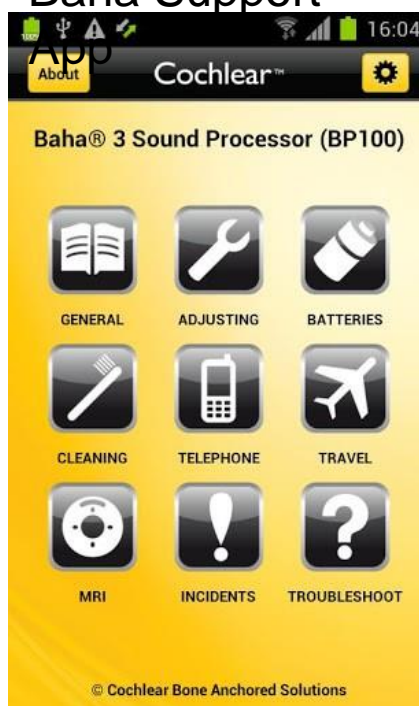 Baha Support
App
100%
16:04
About
Cochlear™
Baha® 3 Sound Processor (BP100)
GENERAL ADJUSTING BATTERIES
CLEANING TELEPHONE TRAVEL
MRI INCIDENTS TROUBLESHOOT
© Cochlear Bone Anchored Solutions